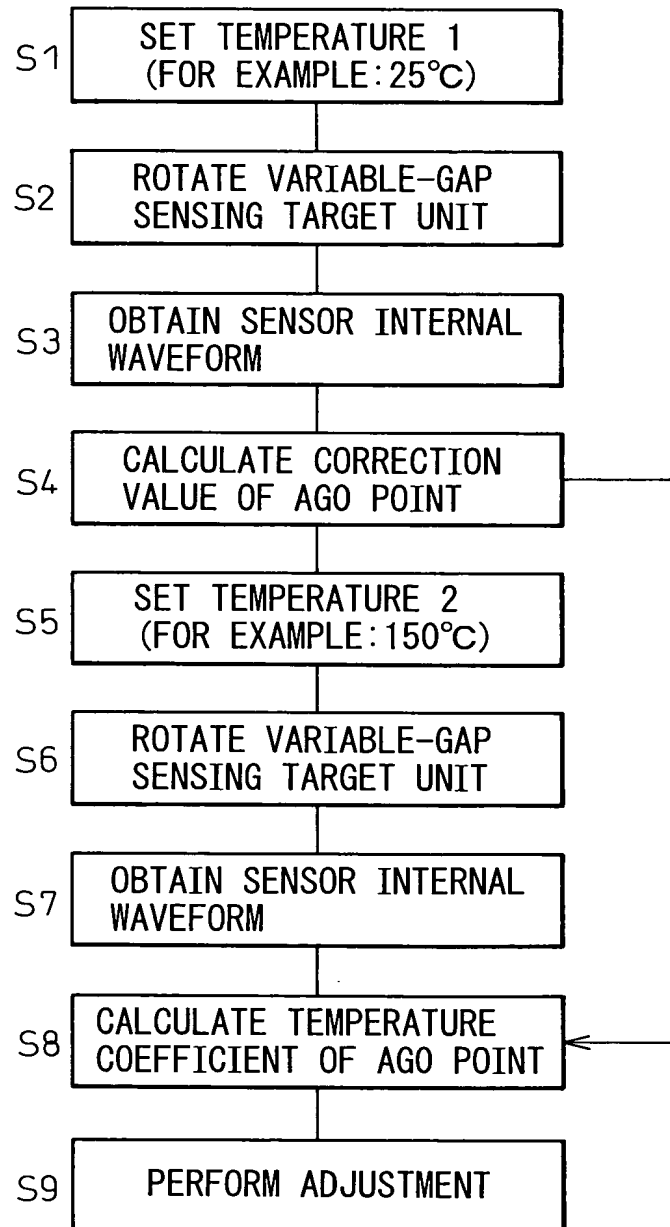 S1
SET TEMPERATURE 1
(FOR EXAMPLE:25℃)
S2
ROTATE VARIABLE-GAP
SENSING TARGET UNIT
S3
OBTAIN SENSOR INTERNAL
WAVEFORM
S4
CALCULATE CORRECTION
VALUE OF AGO POINT
S5
SET TEMPERATURE 2
(FOR EXAMPLE:150℃)
S6
ROTATE VARIABLE-GAP
SENSING TARGET UNIT
S7
OBTAIN SENSOR INTERNAL
WAVEFORM
S8
CALCULATE TEMPERATURE
COEFFICIENT OF AGO POINT
S9
PERFORM ADJUSTMENT